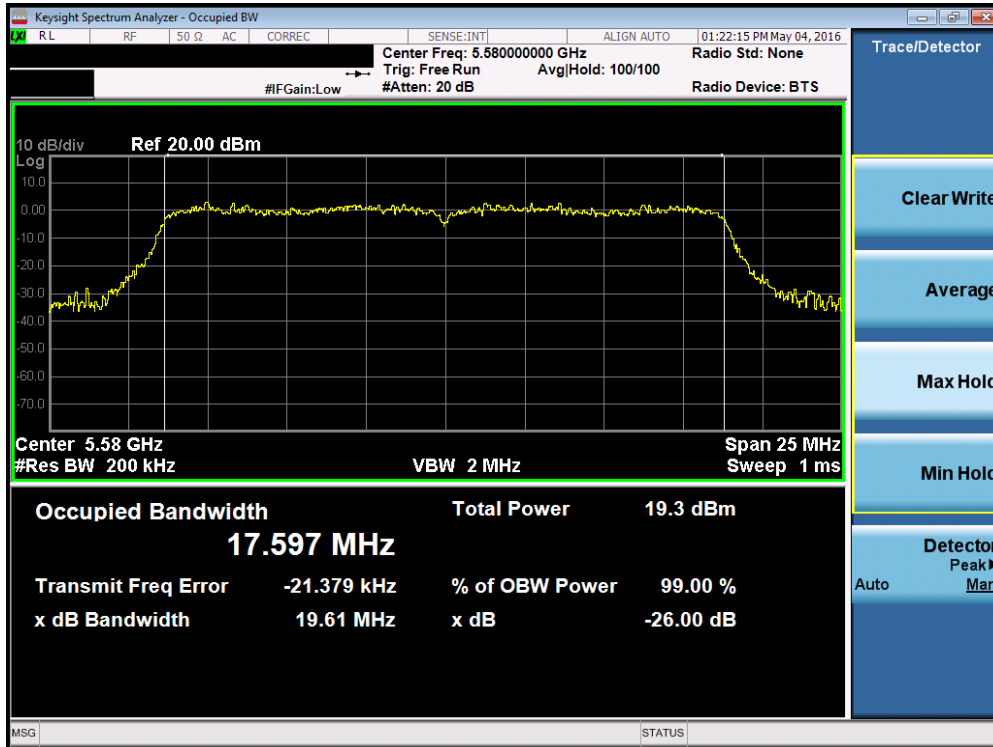 Keysight Spectrum Analyzer - Occupied BW
LXI RL RF 50 Ω AC CORREC SENSE:INT ALIGN AUTO 01:22:15 PM May 04, 2016
Center Freq: 5.580000000 GHz Radio Std: None
Trig: Free Run Avg|Hold: 100/100
#IFGain:Low #Atten: 20 dB Radio Device: BTS
Trace/Detector
10 dB/div Ref 20.00 dBm
Log
10.0
0.00
-10.0
-20.0
-30.0
-40.0
-50.0
-60.0
-70.0
Center 5.58 GHz Span 25 MHz
#Res BW 200 kHz VBW 2 MHz Sweep 1 ms
Occupied Bandwidth Total Power 19.3 dBm
17.597 MHz
Transmit Freq Error -21.379 kHz % of OBW Power 99.00 %
x dB Bandwidth 19.61 MHz x dB -26.00 dB
Clear Write
Average
Max Hold
Min Hold
Detector
Peak
Auto Man
MSG STATUS